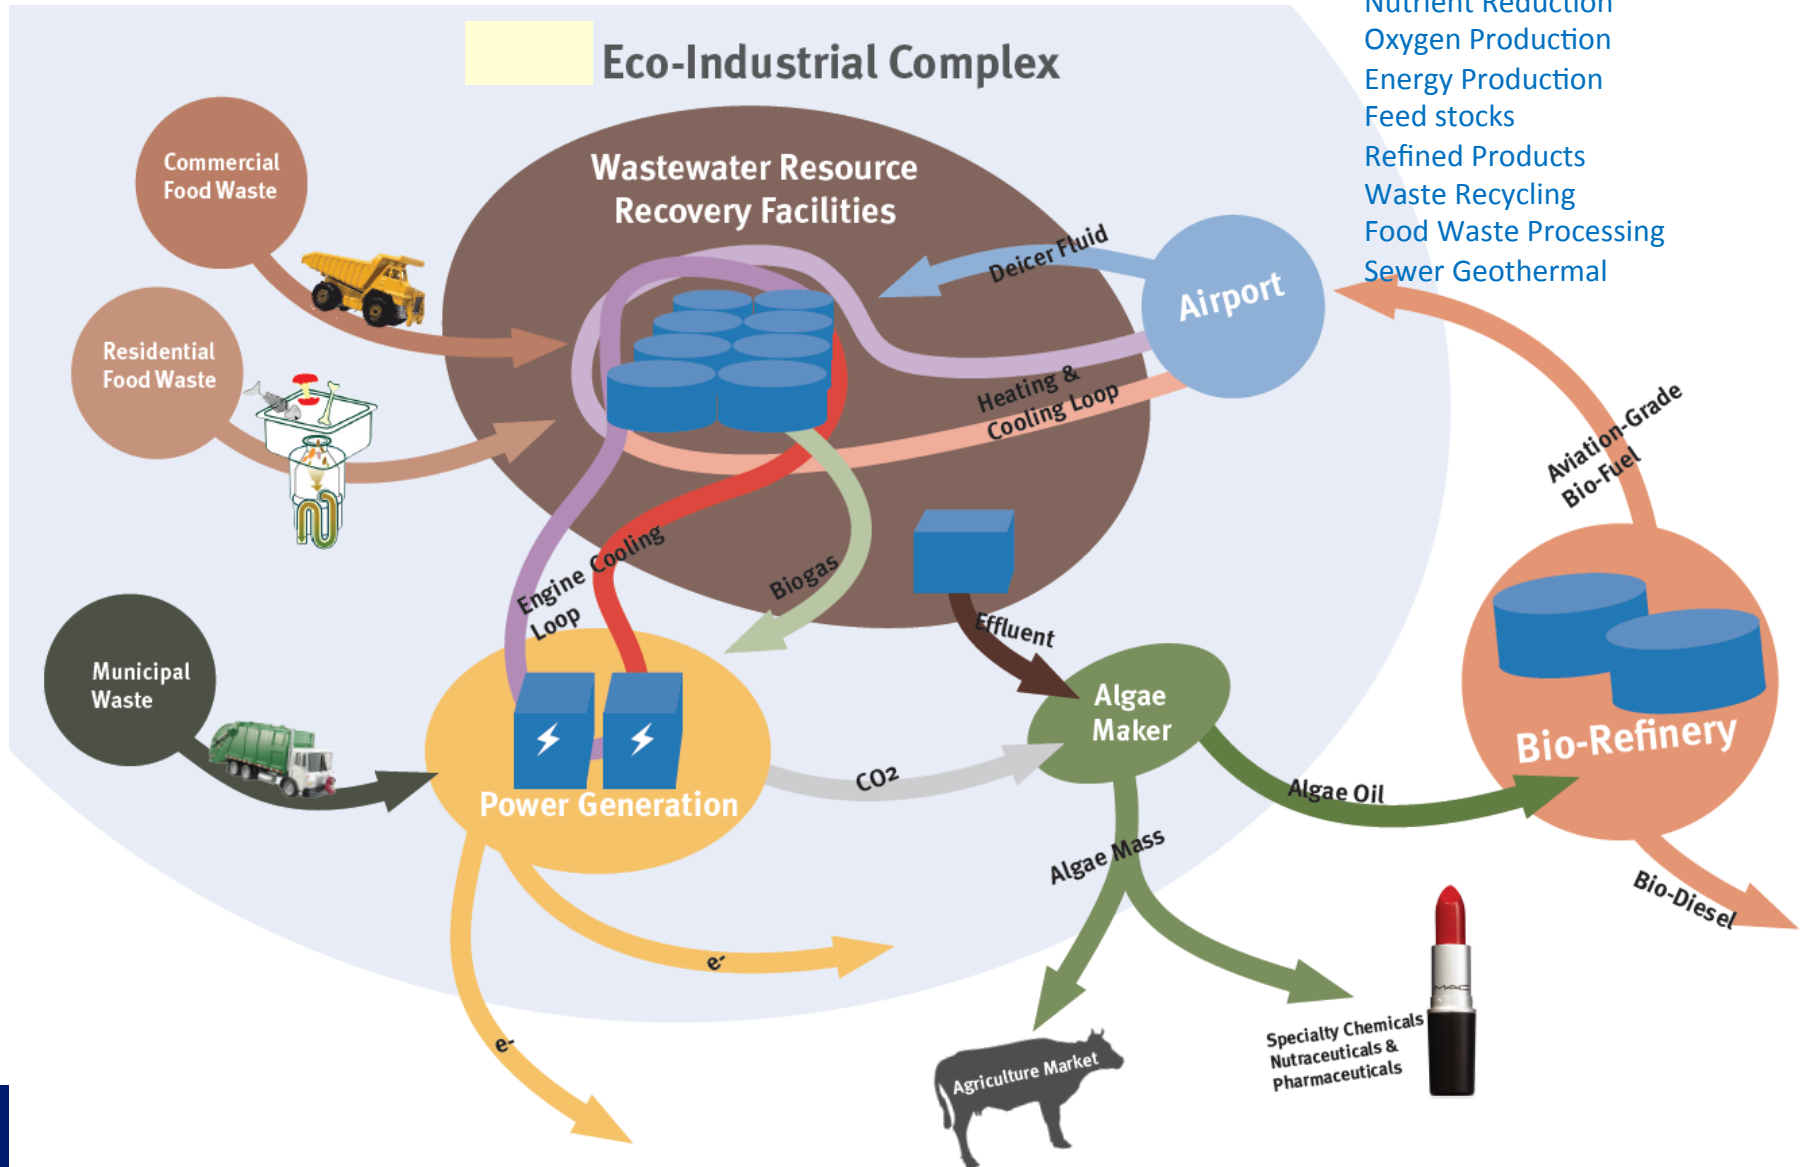 Nutrient Reduction
Oxygen Production
Energy Production
Feed stocks
Refined Products
Waste Recycling
Food Waste Processing
Sewer Geothermal
Eco-Industrial Complex
Commercial
Food Waste
Wastewater Resource
Recovery Facilities
Deicer Fluid
Airport
Residential
Food Waste
Heating &
Cooling Loop
Aviation-Grade
Bio-Fuel
Engine Cooling
Loop
Biogas
Effluent
Municipal
Waste
Algae
Maker
Bio-Refinery
Power Generation
CO2
Algae Oil
Algae Mass
Bio-Diesel
e-
e-
Agriculture Market
Specialty Chemicals
Nutraceuticals &
Pharmaceuticals
MAC